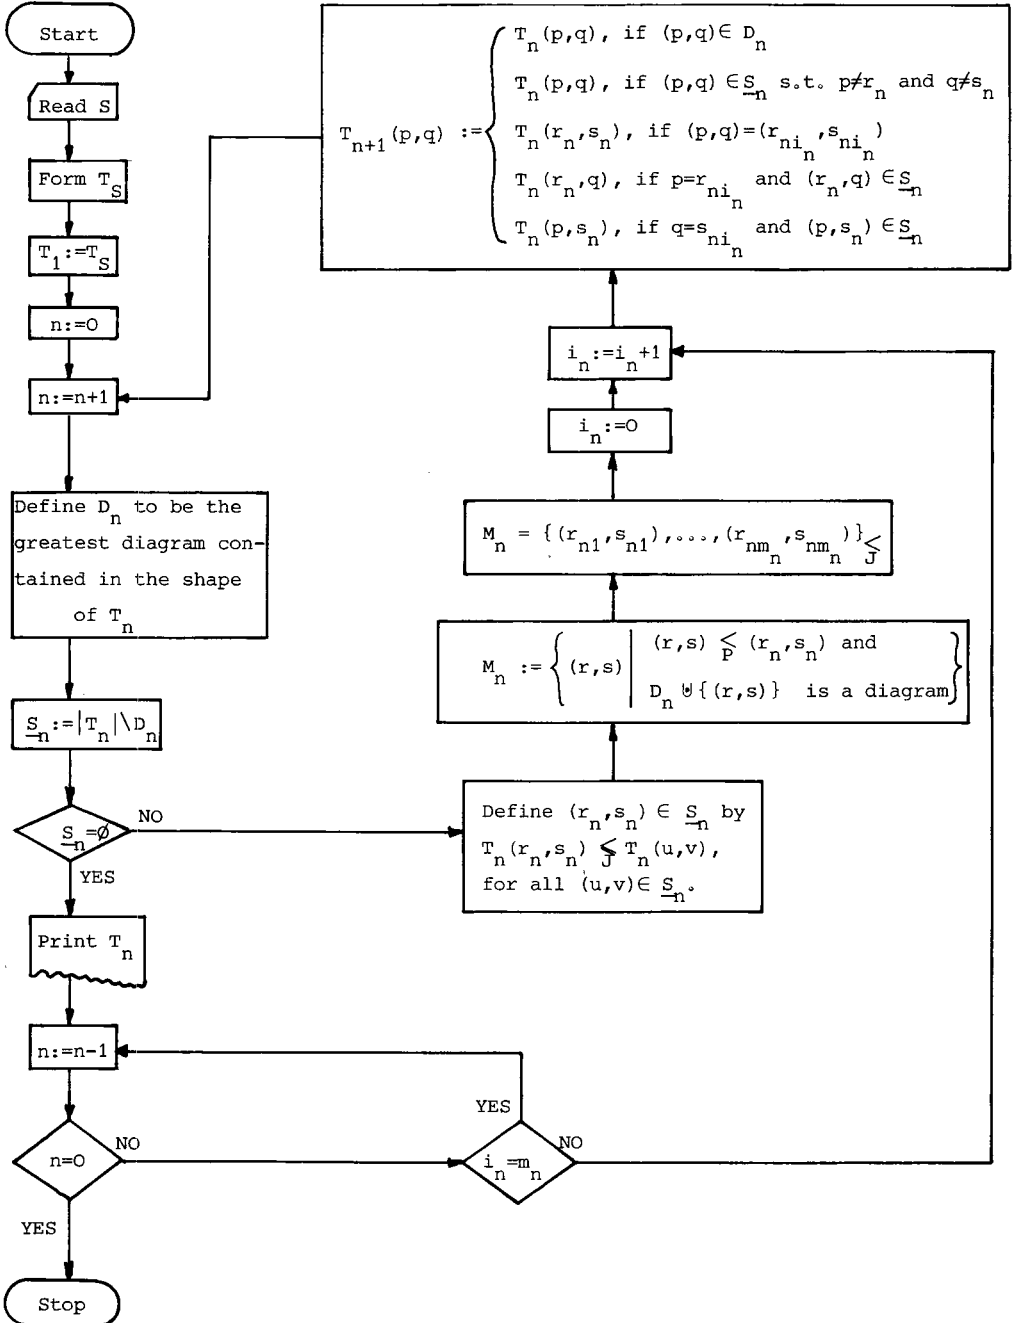 Start
Read S
Form T_S
T_1:=T_S
n:=O
n:=n+1
Define D_n to be the
greatest diagram con-
tained in the shape
of T_n
S_n:=|T_n|\D_n
S_n=∅
NO
YES
Print T_n
n:=n-1
n=O
NO
YES
Stop
T_{n+1}(p,q) :=
T_n(p,q), if (p,q)∈ D_n
T_n(p,q), if (p,q) ∈S_n s.t. p≠r_n and q≠s_n
T_n(r_n,s_n), if (p,q)=(r_{ni_n},s_{ni_n})
T_n(r_n,q), if p=r_{ni_n} and (r_n,q) ∈S_n
T_n(p,s_n), if q=s_{ni_n} and (p,s_n) ∈S_n
i_n:=i_n+1
i_n:=O
M_n = {(r_{n1},s_{n1}),...,(r_{nm_n},s_{nm_n})}_{≤_J}
M_n := { (r,s) | (r,s) ≤_P (r_n,s_n) and
D_n ⊎{(r,s)} is a diagram}
Define (r_n,s_n) ∈ S_n by
T_n(r_n,s_n) ≤_J T_n(u,v),
for all (u,v)∈ S_n.
YES
i_n=m_n
NO